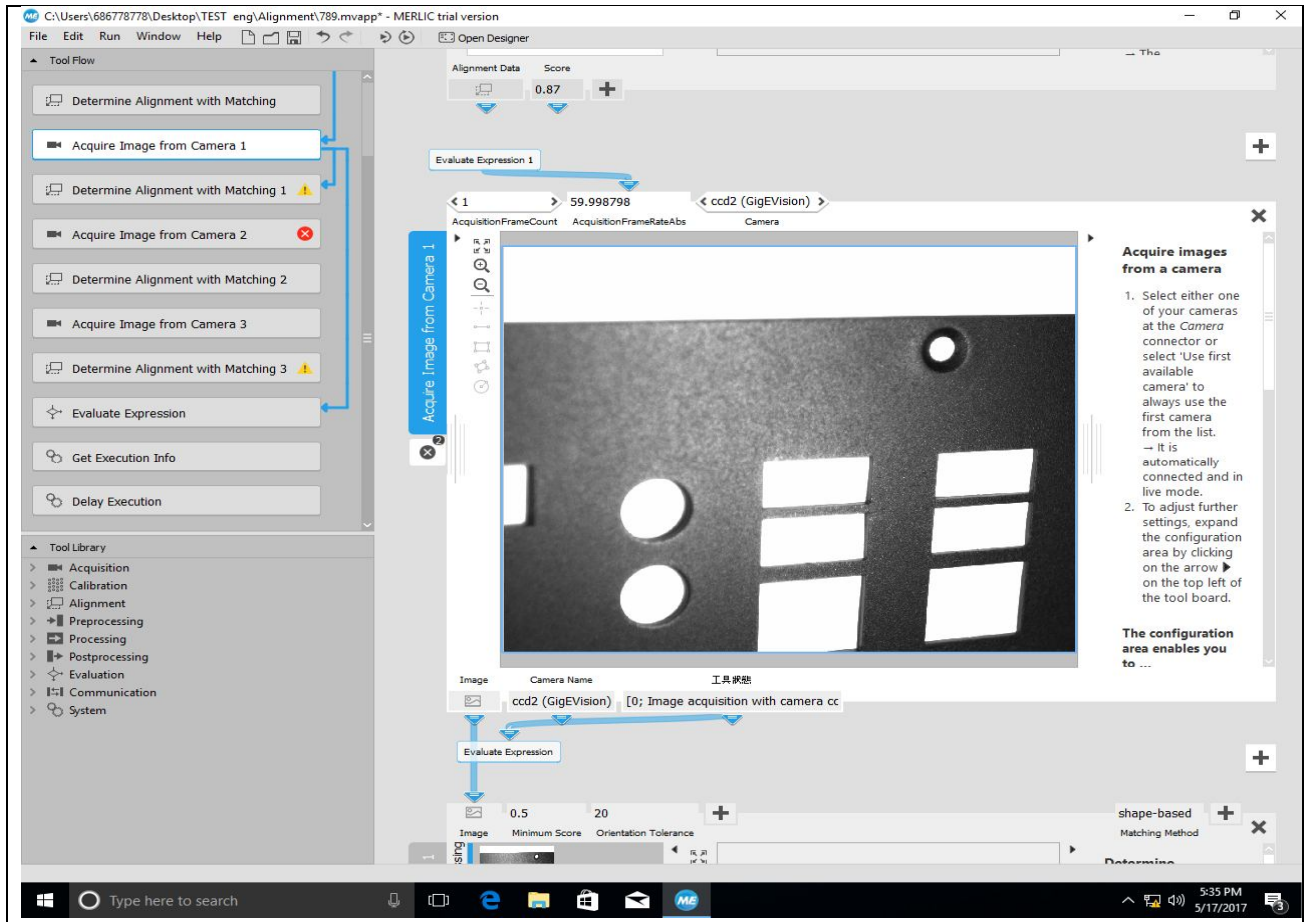 C:\Users\686778778\Desktop\TEST eng\Alignment\789.mvapp* - MERLIC trial version
File Edit Run Window Help Open Designer
Tool Flow
Determine Alignment with Matching
Acquire Image from Camera 1
Determine Alignment with Matching 1
Acquire Image from Camera 2
Determine Alignment with Matching 2
Acquire Image from Camera 3
Determine Alignment with Matching 3
Evaluate Expression
Get Execution Info
Delay Execution
Tool Library
Acquisition
Calibration
Alignment
Preprocessing
Processing
Postprocessing
Evaluation
Communication
System
→ The
Alignment Data Score
0.87
Evaluate Expression 1
1 59.998798 ccd2 (GigEVision)
AcquisitionFrameCount AcquisitionFrameRateAbs Camera
Acquire Image from Camera 1
2
Acquire images
from a camera
1. Select either one
of your cameras
at the Camera
connector or
select 'Use first
available
camera' to
always use the
first camera
from the list.
→ It is
automatically
connected and in
live mode.
2. To adjust further
settings, expand
the configuration
area by clicking
on the arrow
on the top left of
the tool board.
The configuration
area enables you
to ...
Image Camera Name 工具狀態
ccd2 (GigEVision) [0; Image acquisition with camera cc
Evaluate Expression
0.5 20 shape-based
Image Minimum Score Orientation Tolerance Matching Method
1
Determine
ME Type here to search
5:35 PM
5/17/2017
3